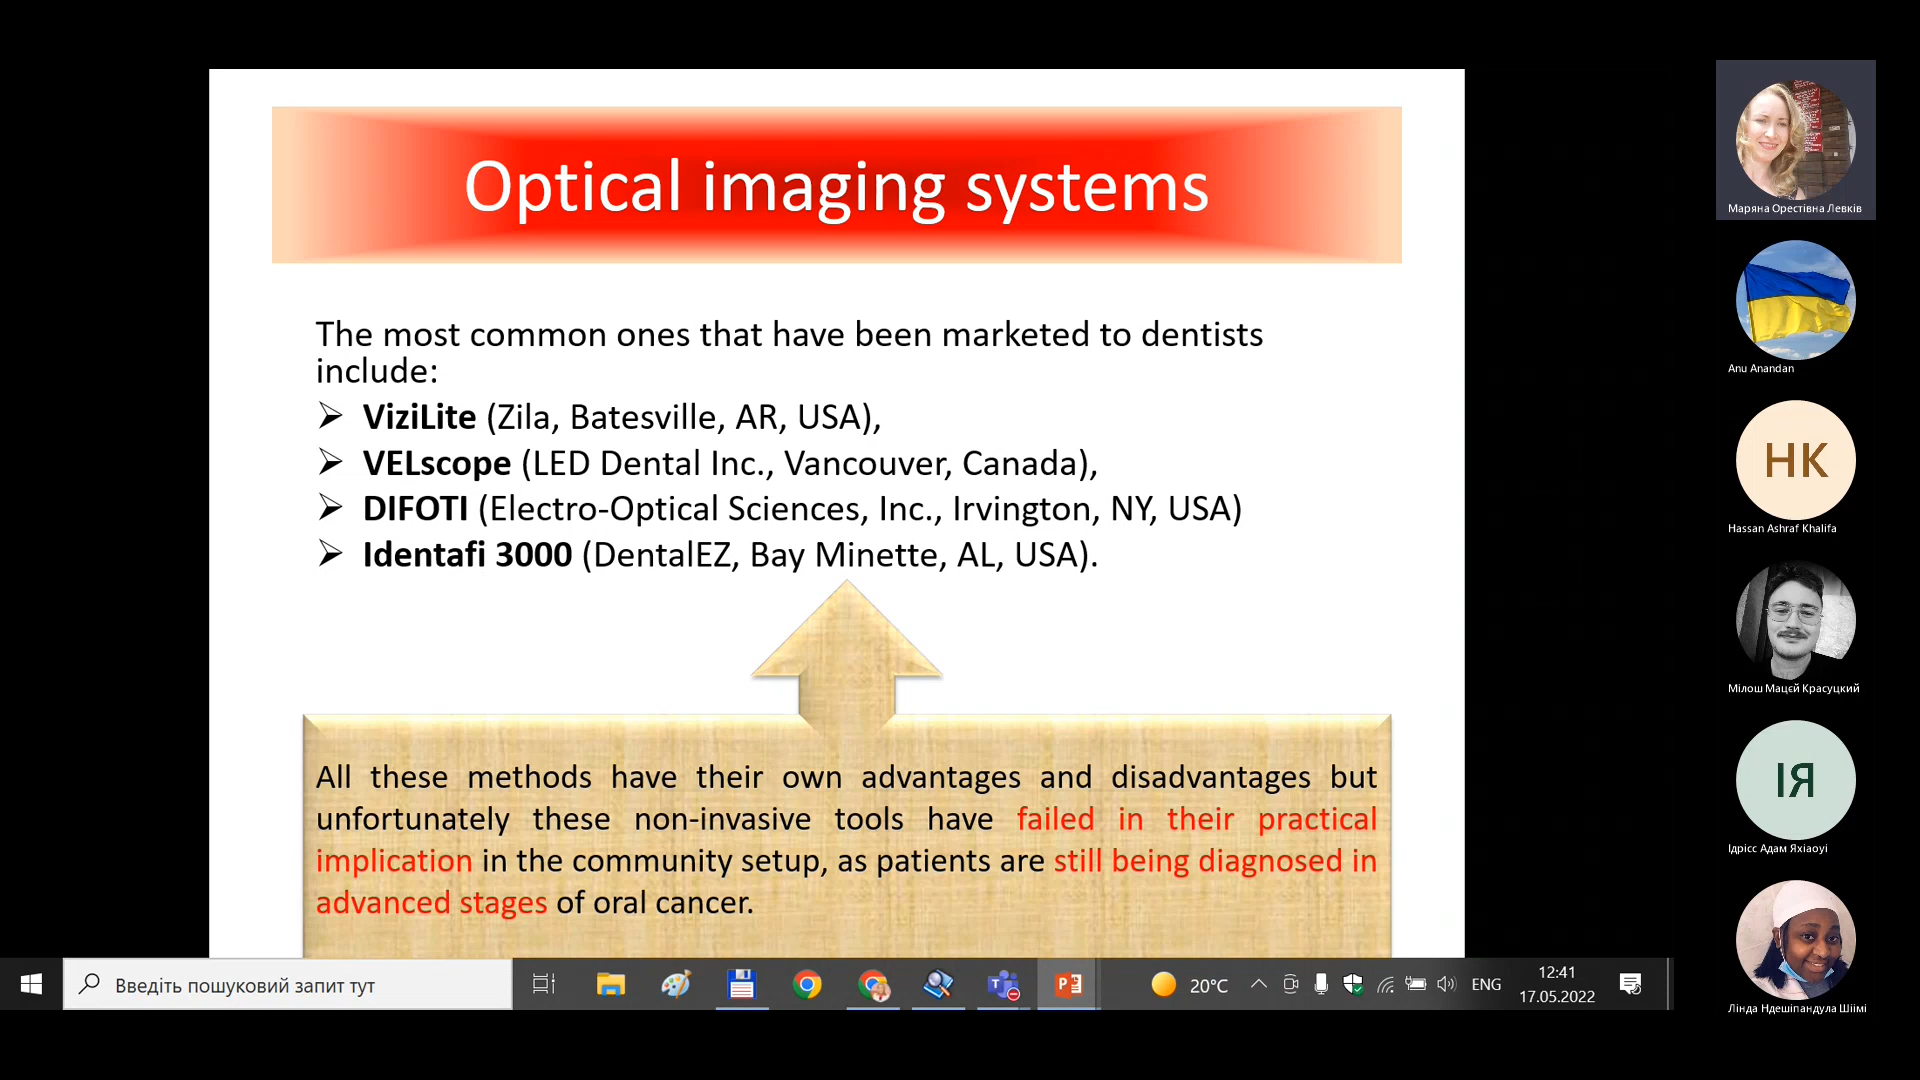 Optical imaging systems
The most common ones that have been marketed to dentists
include:
ViziLite (Zila, Batesville, AR, USA),
VELscope (LED Dental Inc., Vancouver, Canada),
DIFOTI (Electro-Optical Sciences, Inc., Irvington, NY, USA)
Identafi 3000 (DentalEZ, Bay Minette, AL, USA).
All these methods have their own advantages and disadvantages but
unfortunately these non-invasive tools have failed in their practical
implication in the community setup, as patients are still being diagnosed in
advanced stages of oral cancer.
Введіть пошуковий запит тут
20°C
ENG
12:41
17.05.2022
Маряна Орестівна Левків
Anu Anandan
HK
Hassan Ashraf Khalifa
Мілош Мацєй Красуцкий
ІЯ
Ідрісс Адам Яхіаоуі
Лінда Ндешіпандула Шіімі